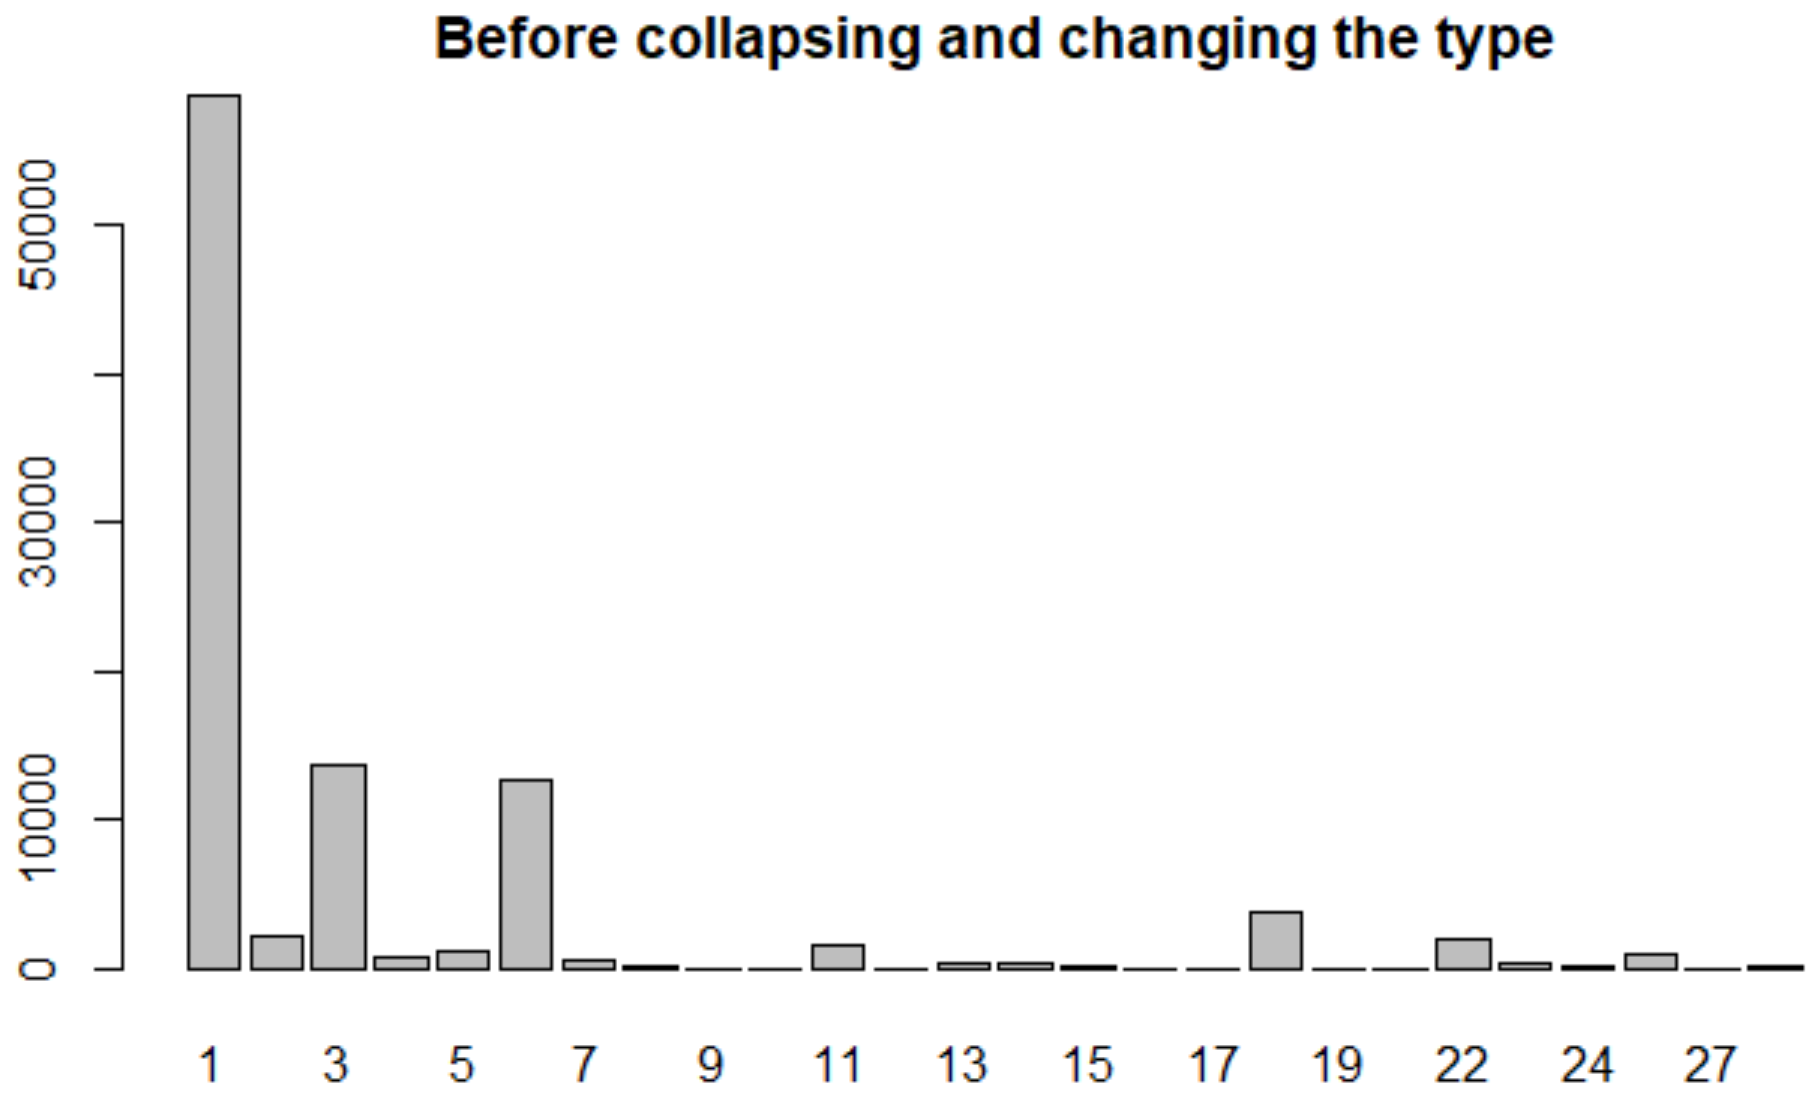 Before collapsing and changing the type
50000
30000
10000
0
1 3 5 7 9 11 13 15 17 19 22 24 27